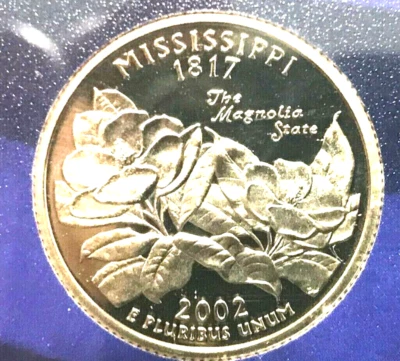 MISSISSIPPI
1817
The
Magnolia
State
2002
E PLURIBUS UNUM